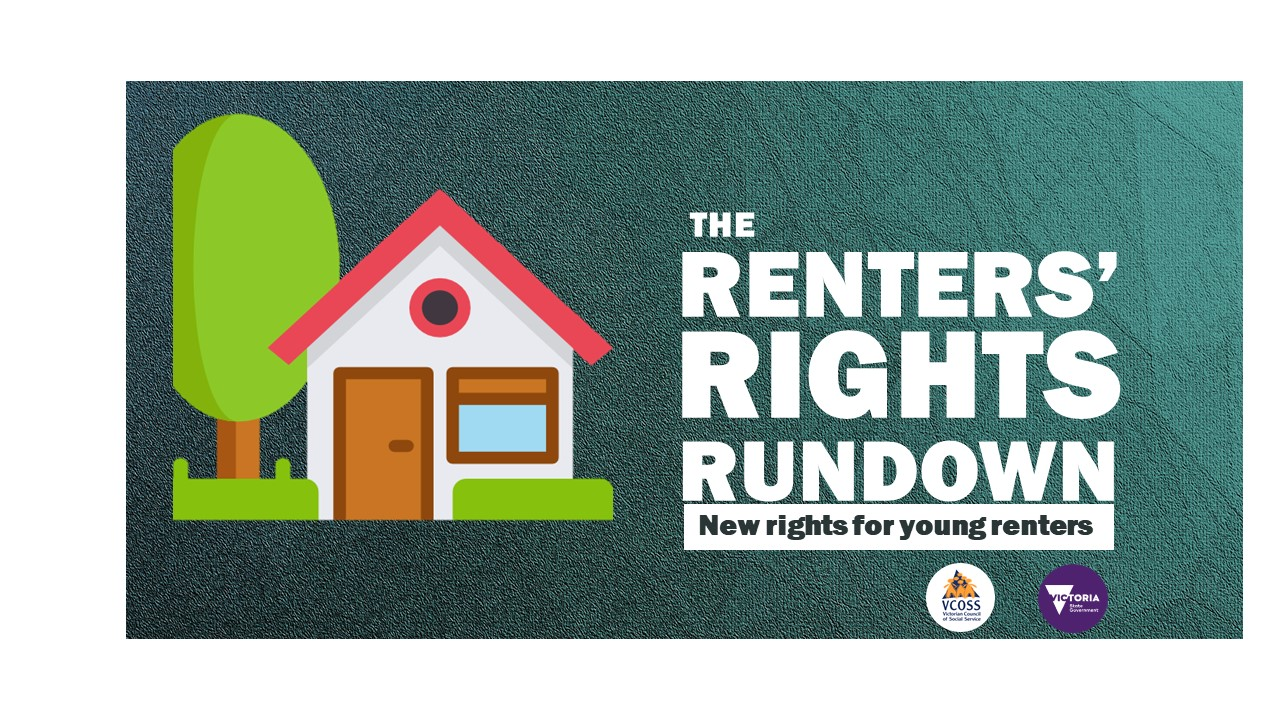 THE
RENTERS’
RIGHTS
RUNDOWN
New rights for young renters
VCOSS
Victorian Council
of Social Service
VICTORIA
State
Government